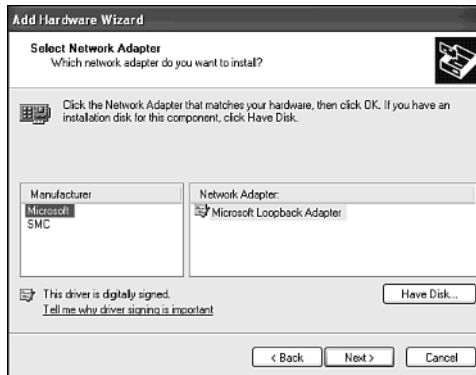 Add Hardware Wizard
Select Network Adapter
Which network adapter do you want to install?
Click the Network Adapter that matches your hardware, then click OK. If you have an
installation disk for this component, click Have Disk.
Manufacturer
Microsoft
SMC
Network Adapter:
Microsoft Loopback Adapter
This driver is digitally signed.
Tell me why driver signing is important
Have Disk...
< Back
Next >
Cancel